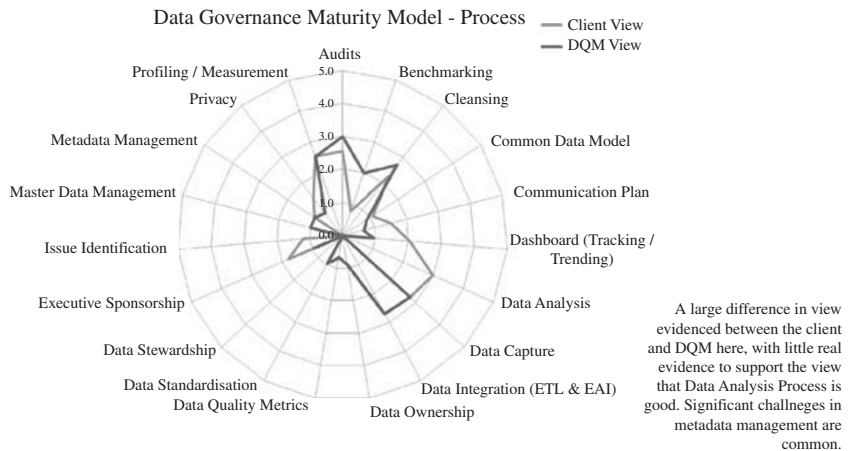 Data Governance Maturity Model - Process
Client View
DQM View
Audits
5.0
4.0
3.0
2.0
1.0
0.0
Benchmarking
Cleansing
Common Data Model
Communication Plan
Dashboard (Tracking /
Trending)
Data Analysis
Data Capture
Data Integration (ETL & EAI)
Data Ownership
Data Quality Metrics
Data Standardisation
Data Stewardship
Executive Sponsorship
Issue Identification
Master Data Management
Metadata Management
Privacy
Profiling / Measurement
A large difference in view
evidenced between the client
and DQM here, with little real
evidence to support the view
that Data Analysis Process is
good. Significant challneges in
metadata management are
common.